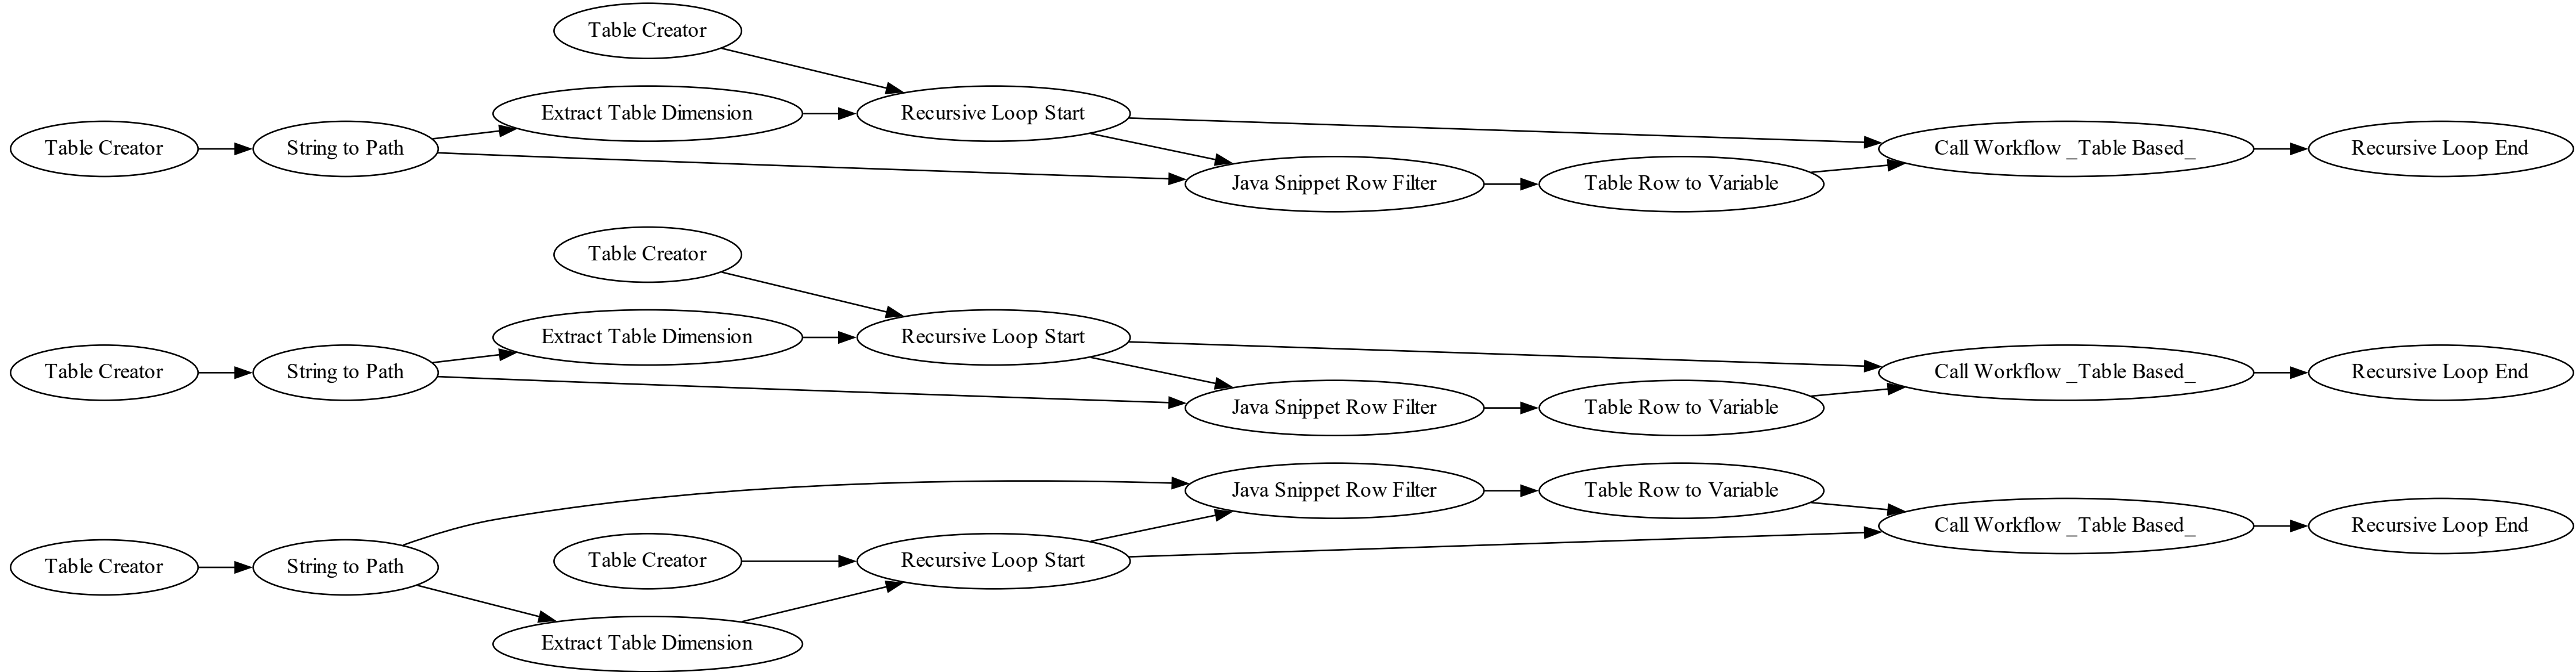 Table Creator
Extract Table Dimension
Recursive Loop Start
Table Creator
String to Path
Call Workflow _Table Based_
Recursive Loop End
Java Snippet Row Filter
Table Row to Variable
Table Creator
Extract Table Dimension
Recursive Loop Start
Table Creator
String to Path
Call Workflow _Table Based_
Recursive Loop End
Java Snippet Row Filter
Table Row to Variable
Java Snippet Row Filter
Table Row to Variable
Call Workflow _Table Based_
Recursive Loop End
Table Creator
String to Path
Table Creator
Recursive Loop Start
Extract Table Dimension